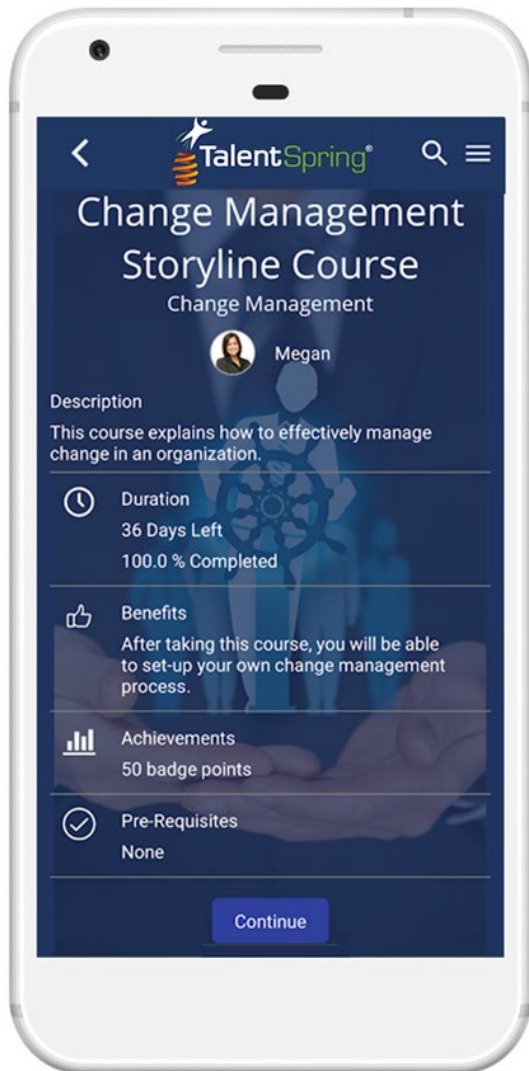 TalentSpring®
Change Management
Storyline Course
Change Management
Megan
Description
This course explains how to effectively manage
change in an organization.
Duration
36 Days Left
100.0 % Completed
Benefits
After taking this course, you will be able
to set-up your own change management
process.
Achievements
50 badge points
Pre-Requisites
None
Continue